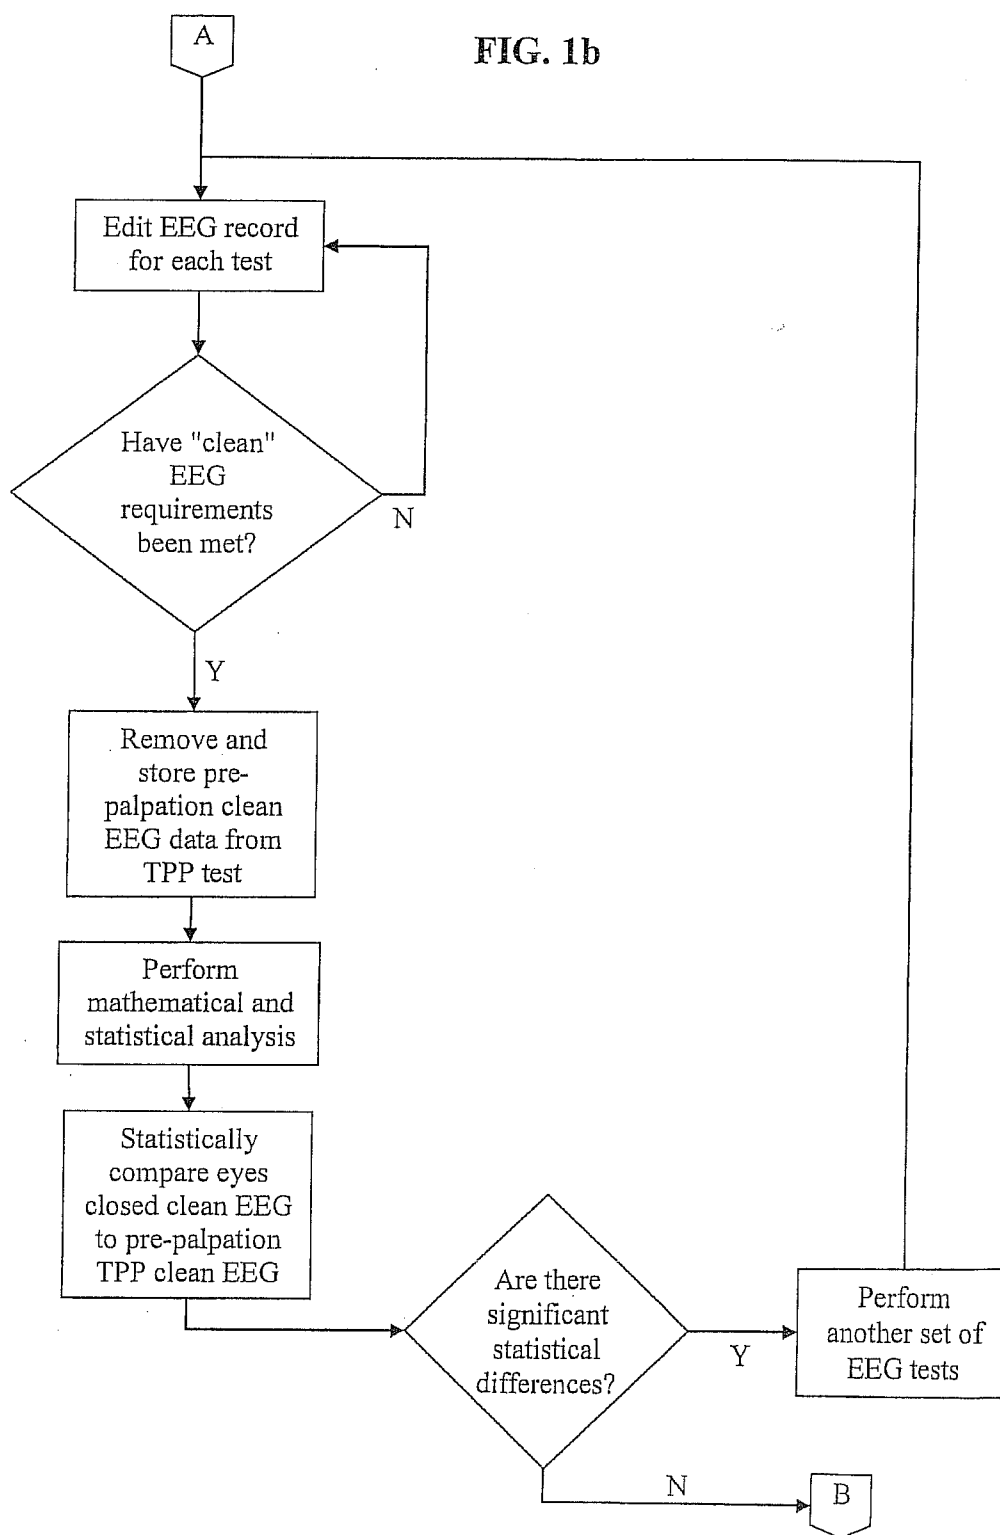 A
FIG. 1b
Edit EEG record
for each test
Have "clean"
EEG
requirements
been met?
N
Y
Remove and
store pre-
palpation clean
EEG data from
TPP test
Perform
mathematical and
statistical analysis
Statistically
compare eyes
closed clean EEG
to pre-palpation
TPP clean EEG
Are there
significant
statistical
differences?
Y
Perform
another set of
EEG tests
N
B